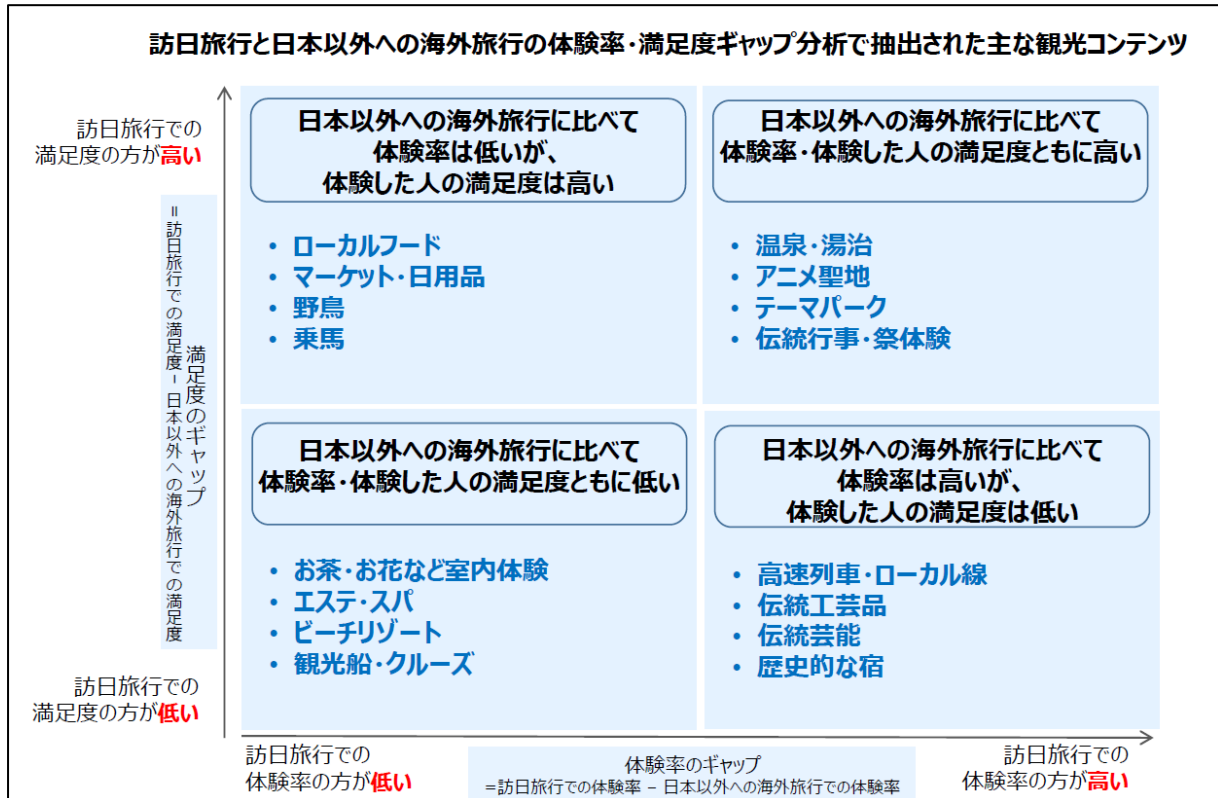 訪日旅行と日本以外への海外旅行の体験率・満足度ギャップ分析で抽出された主な観光コンテンツ
訪日旅行での
満足度の方が高い
満足度のギャップ
=訪日旅行での満足度 – 日本以外への海外旅行での満足度
訪日旅行での
満足度の方が低い
日本以外への海外旅行に比べて
体験率は低いが、
体験した人の満足度は高い
• ローカルフード
• マーケット・日用品
• 野鳥
• 乗馬
日本以外への海外旅行に比べて
体験率・体験した人の満足度ともに高い
• 温泉・湯治
• アニメ聖地
• テーマパーク
• 伝統行事・祭体験
日本以外への海外旅行に比べて
体験率・体験した人の満足度ともに低い
• お茶・お花など室内体験
• エステ・スパ
• ビーチリゾート
• 観光船・クルーズ
日本以外への海外旅行に比べて
体験率は高いが、
体験した人の満足度は低い
• 高速列車・ローカル線
• 伝統工芸品
• 伝統芸能
• 歴史的な宿
訪日旅行での
体験率の方が低い
体験率のギャップ
=訪日旅行での体験率 – 日本以外への海外旅行での体験率
訪日旅行での
体験率の方が高い